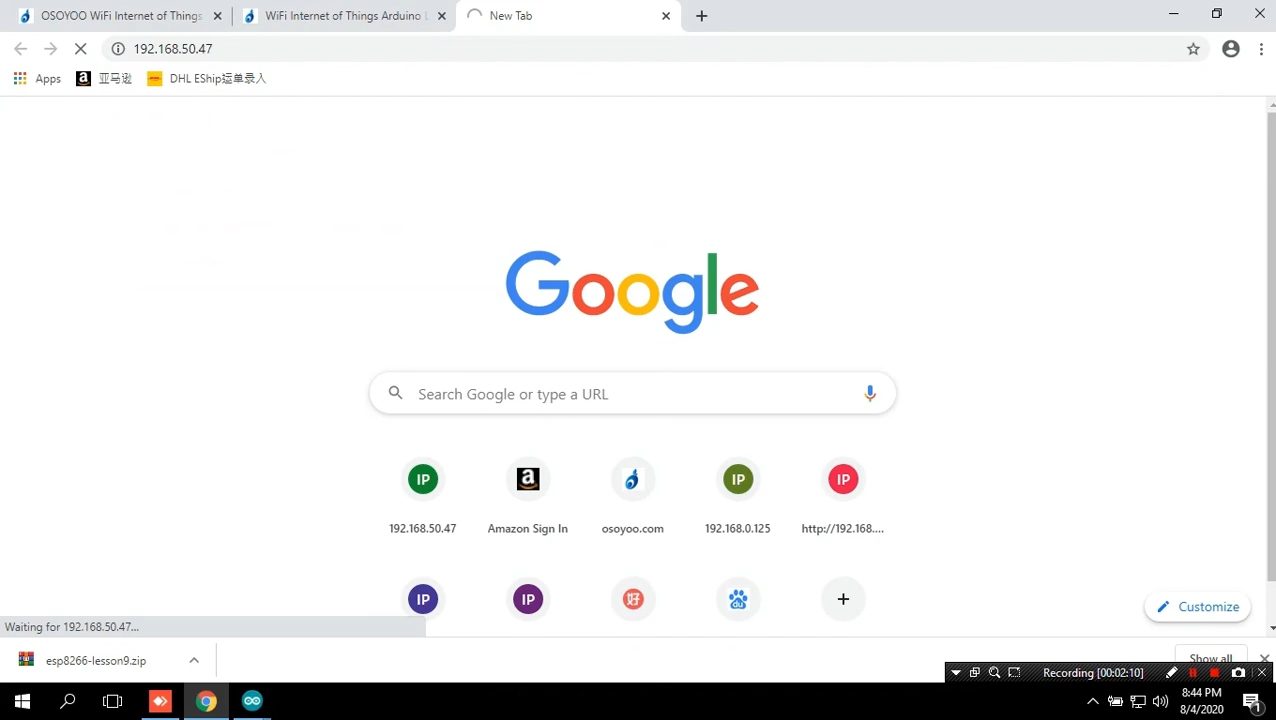 OSOYOO WiFi Internet of Things
WiFi Internet of Things Arduino L
New Tab
192.168.50.47
Apps
亚马逊
DHL EShip运单录入
Google
Search Google or type a URL
IP
IP
IP
192.168.50.47
Amazon Sign In
osoyoo.com
192.168.0.125
http://192.168....
IP
IP
好
du
Customize
Waiting for 192.168.50.47...
esp8266-lesson9.zip
Show all
Recording [00:02:10]
8:44 PM
8/4/2020
1